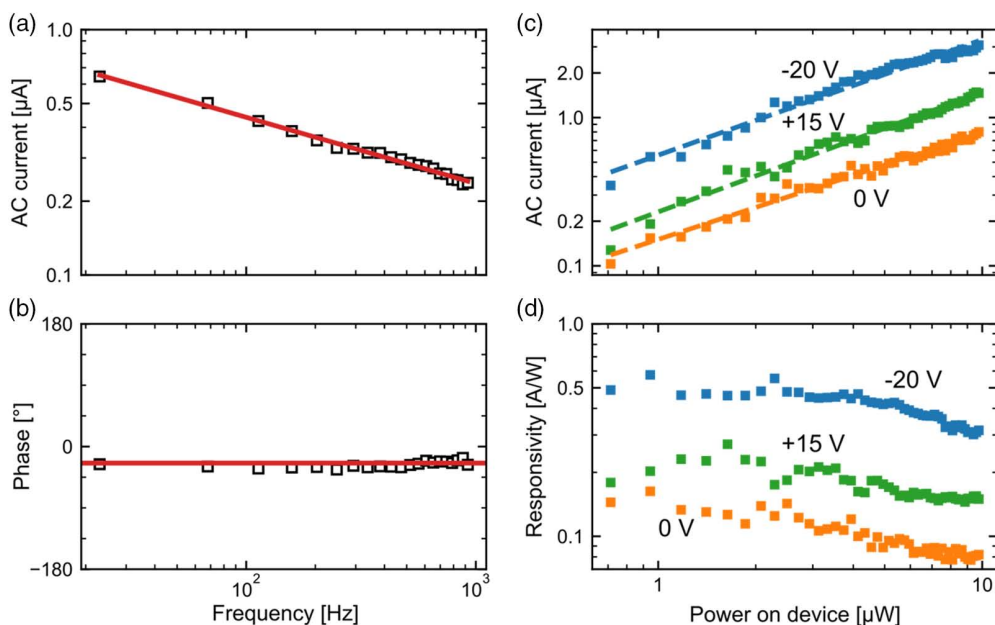 (a)
1.0
0.5
0.2
0.1
AC current [µA]
(b)
180
0
−180
Phase [°]
10²
10³
Frequency [Hz]
(c)
2.0
1.0
0.5
0.2
0.1
AC current [µA]
-20 V
+15 V
0 V
(d)
1.0
0.5
0.1
Responsivity [A/W]
-20 V
+15 V
0 V
1
2
5
10
Power on device [µW]